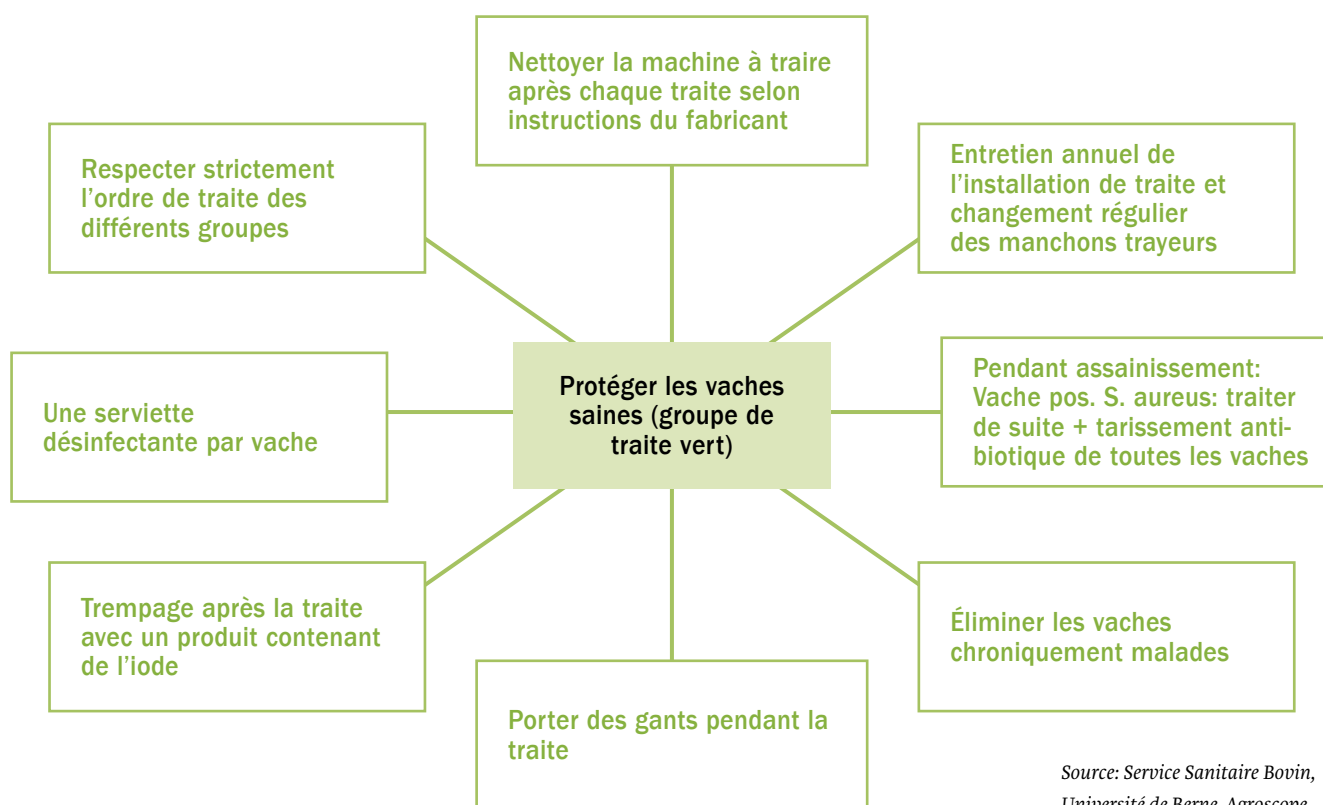 Nettoyer la machine à traire
après chaque traite selon
instructions du fabricant
Respecter strictement
l'ordre de traite des
différents groupes
Entretien annuel de
l'installation de traite et
changement régulier
des manchons trayeurs
Une serviette
désinfectante par vache
Protéger les vaches
saines (groupe de
traite vert)
Pendant assainissement:
Vache pos. S. aureus: traiter
de suite + tarissement anti-
biotique de toutes les vaches
Trempage après la traite
avec un produit contenant
de l'iode
Éliminer les vaches
chroniquement malades
Porter des gants pendant la
traite
Source: Service Sanitaire Bovin,
Université de Berne, Agroscope